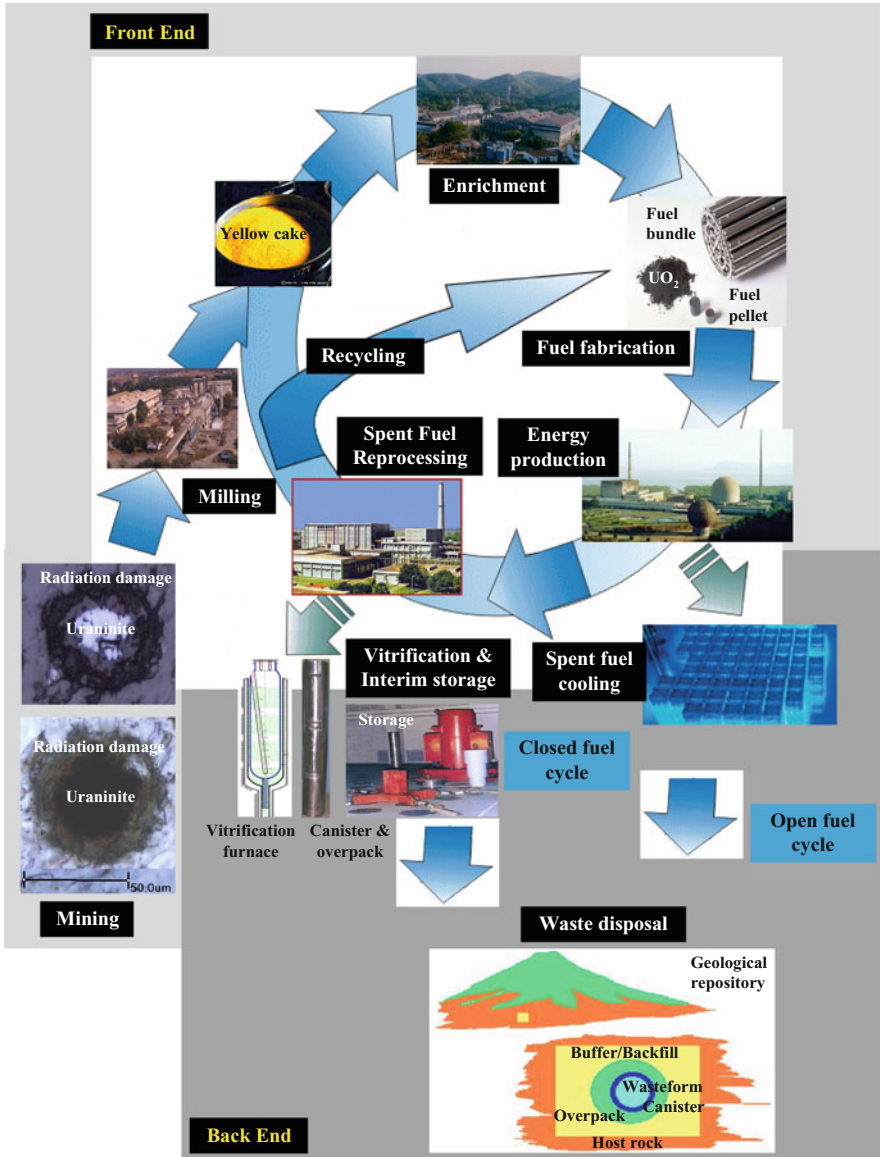 Front End
Enrichment
Yellow cake
Fuel
bundle
UO₂
Fuel
pellet
Recycling
Fuel fabrication
Spent Fuel
Reprocessing
Energy
production
Milling
Radiation damage
Uraninite
Vitrification &
Interim storage
Spent fuel
cooling
Radiation damage
Uraninite
50.0um
Mining
Storage
Closed fuel
cycle
Open fuel
cycle
Vitrification
furnace
Canister &
overpack
Waste disposal
Geological
repository
Buffer/Backfill
Wasteform
Canister
Overpack
Host rock
Back End